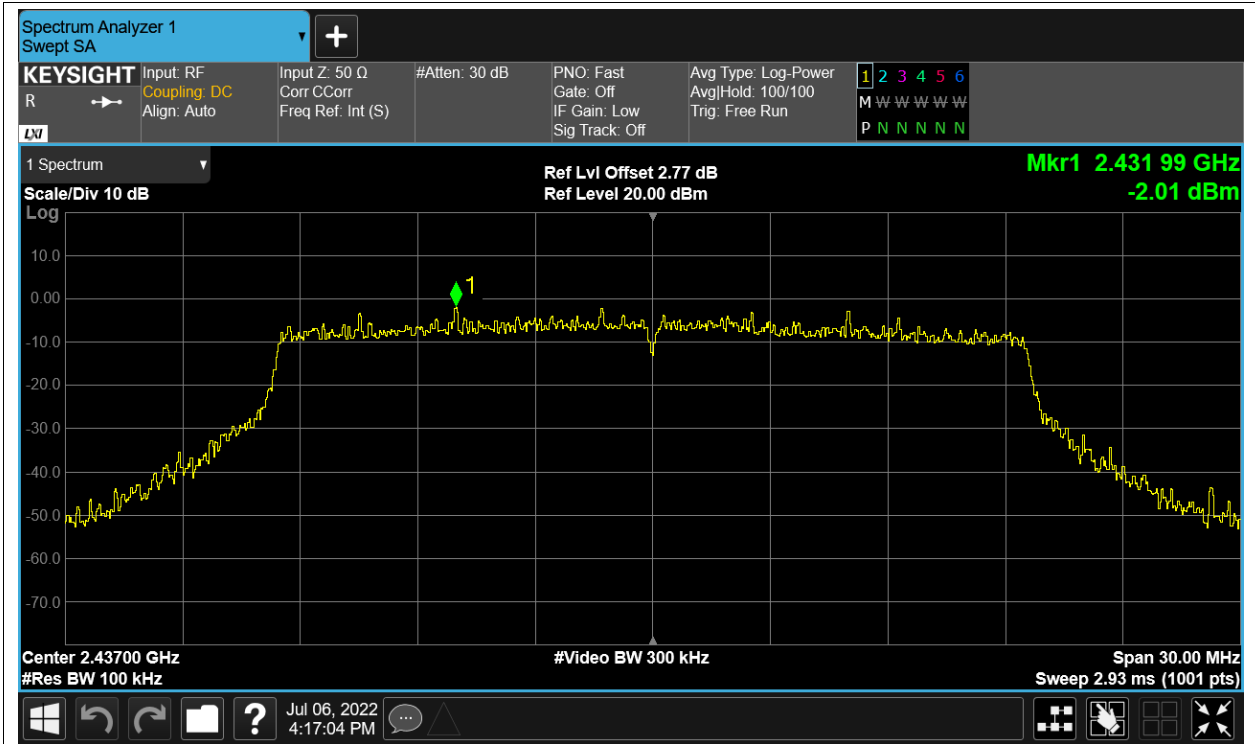 Spectrum Analyzer 1
Swept SA
+
KEYSIGHT
R
LXI
Input: RF
Coupling: DC
Align: Auto
Input Z: 50 Ω
Corr CCorr
Freq Ref: Int (S)
#Atten: 30 dB
PNO: Fast
Gate: Off
IF Gain: Low
Sig Track: Off
Avg Type: Log-Power
Avg|Hold: 100/100
Trig: Free Run
1 2 3 4 5 6
M W W W W W
P N N N N N
1 Spectrum
Scale/Div 10 dB
Log
Ref Lvl Offset 2.77 dB
Ref Level 20.00 dBm
Mkr1 2.431 99 GHz
-2.01 dBm
10.0
0.00
-10.0
-20.0
-30.0
-40.0
-50.0
-60.0
-70.0
1
Center 2.43700 GHz
#Res BW 100 kHz
#Video BW 300 kHz
Span 30.00 MHz
Sweep 2.93 ms (1001 pts)
?
Jul 06, 2022
4:17:04 PM